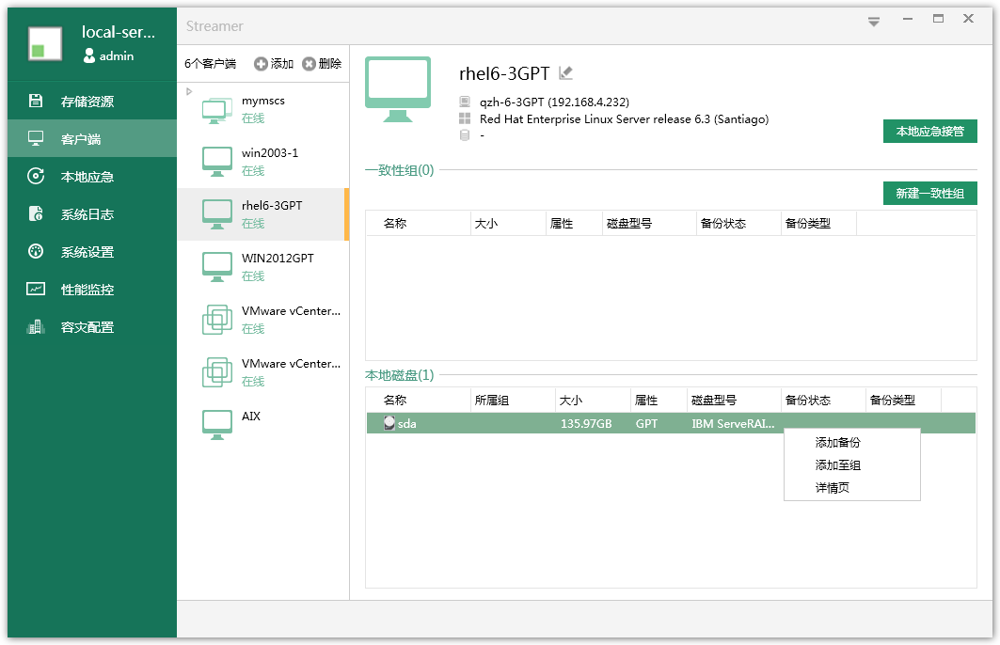 local-ser...
admin
存储资源
客户端
本地应急
系统日志
系统设置
性能监控
容灾配置
Streamer
6个客户端 添加 删除
mymscs
在线
win2003-1
在线
rhel6-3GPT
在线
WIN2012GPT
在线
VMware vCenter...
在线
VMware vCenter...
在线
AIX
rhel6-3GPT
qzh-6-3GPT (192.168.4.232)
Red Hat Enterprise Linux Server release 6.3 (Santiago)
-
本地应急接管
一致性组(0)
新建一致性组
名称 大小 属性 磁盘型号 备份状态 备份类型
本地磁盘(1)
名称 所属组 大小 属性 磁盘型号 备份状态 备份类型
sda 135.97GB GPT IBM ServeRAI...
添加备份
添加至组
详情页